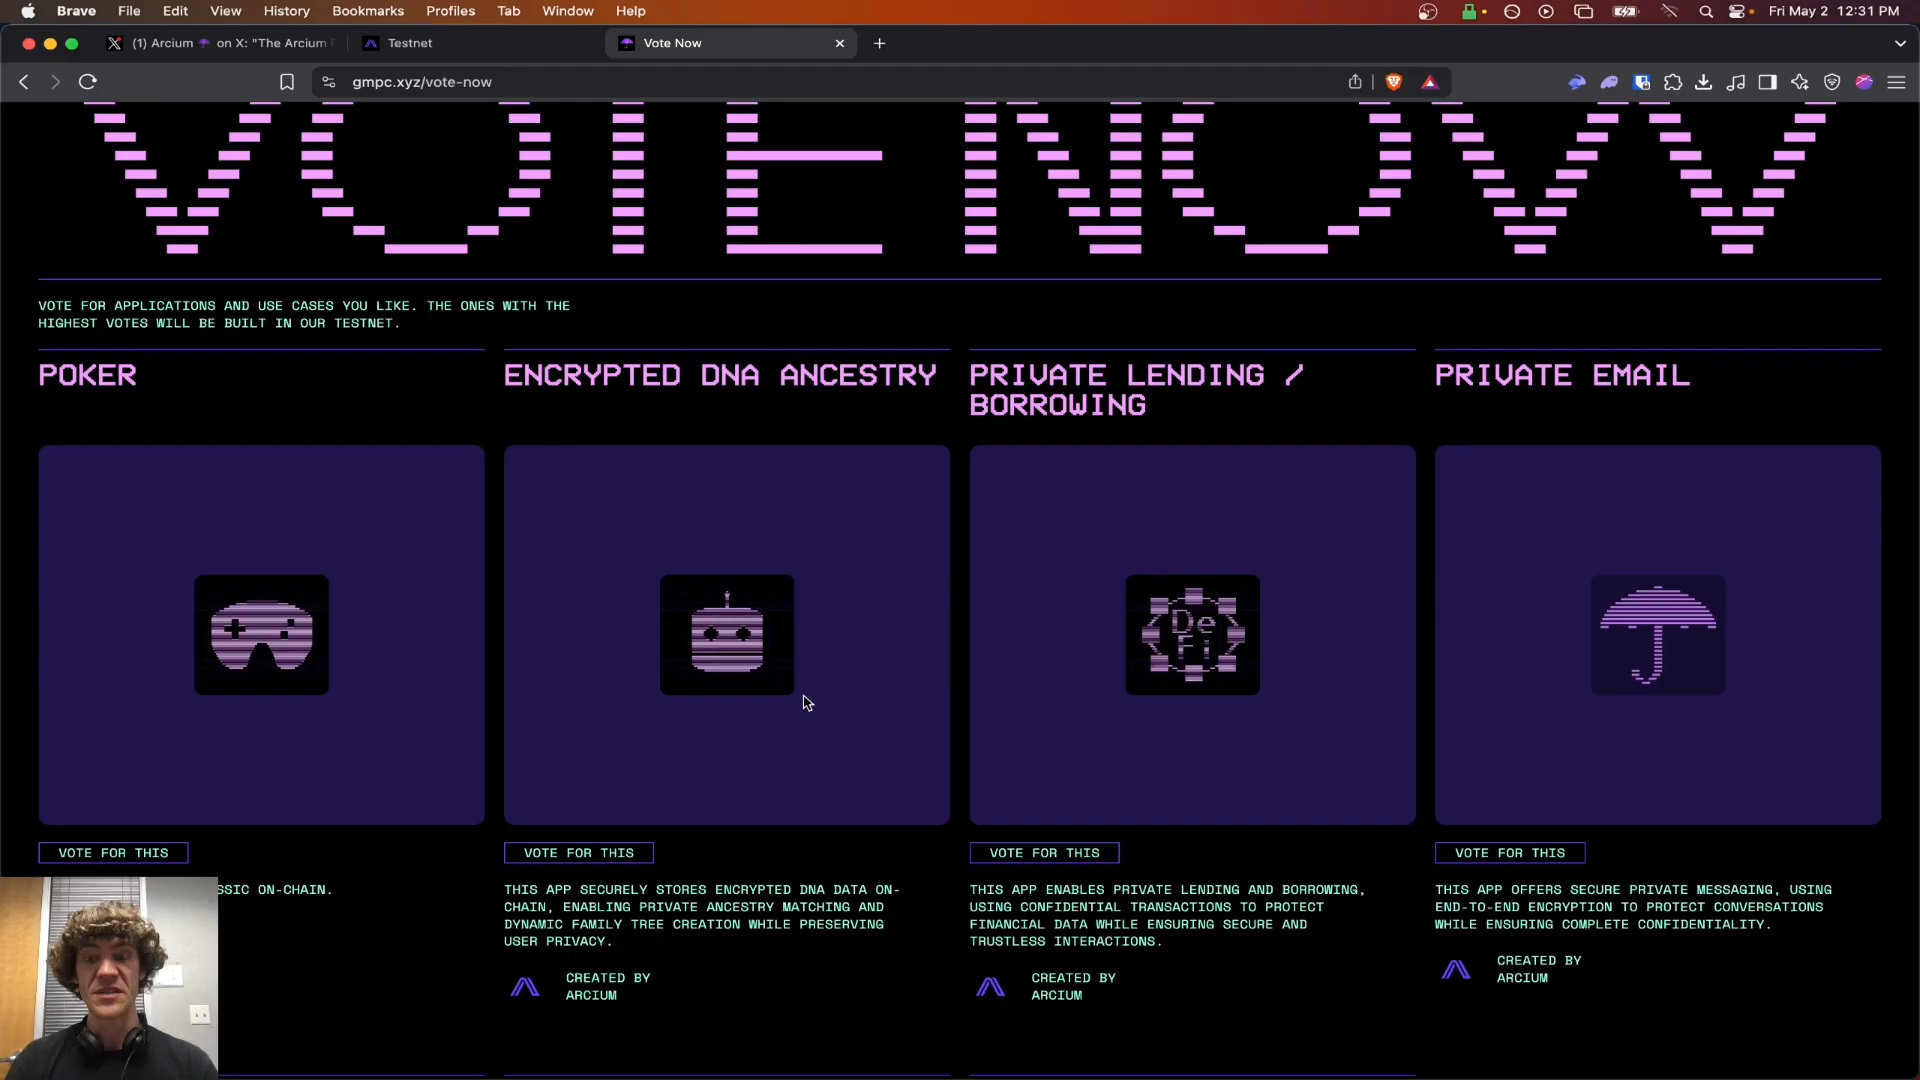 Brave File Edit View History Bookmarks Profiles Tab Window Help Fri May 2 12:31 PM
(1) Arcium on X: "The Arcium Testnet Vote Now
gmpc.xyz/vote-now
VOTE NOW
VOTE FOR APPLICATIONS AND USE CASES YOU LIKE. THE ONES WITH THE
HIGHEST VOTES WILL BE BUILT IN OUR TESTNET.
POKER
ENCRYPTED DNA ANCESTRY
PRIVATE LENDING /
BORROWING
PRIVATE EMAIL
De
Fi
VOTE FOR THIS
SSIC ON-CHAIN.
VOTE FOR THIS
THIS APP SECURELY STORES ENCRYPTED DNA DATA ON-
CHAIN, ENABLING PRIVATE ANCESTRY MATCHING AND
DYNAMIC FAMILY TREE CREATION WHILE PRESERVING
USER PRIVACY.
CREATED BY
ARCIUM
VOTE FOR THIS
THIS APP ENABLES PRIVATE LENDING AND BORROWING,
USING CONFIDENTIAL TRANSACTIONS TO PROTECT
FINANCIAL DATA WHILE ENSURING SECURE AND
TRUSTLESS INTERACTIONS.
CREATED BY
ARCIUM
VOTE FOR THIS
THIS APP OFFERS SECURE PRIVATE MESSAGING, USING
END-TO-END ENCRYPTION TO PROTECT CONVERSATIONS
WHILE ENSURING COMPLETE CONFIDENTIALITY.
CREATED BY
ARCIUM